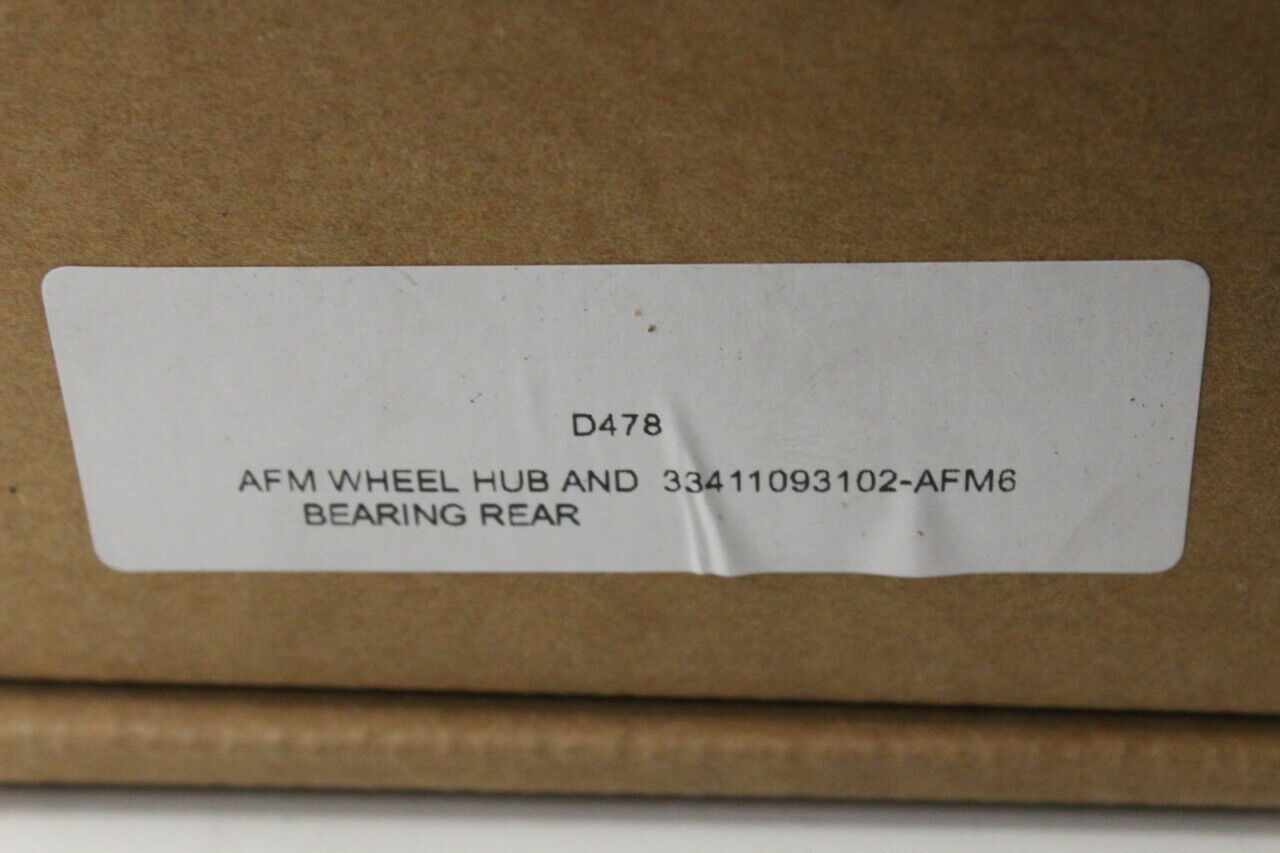 D478
AFM WHEEL HUB AND 33411093102-AFM6
BEARING REAR